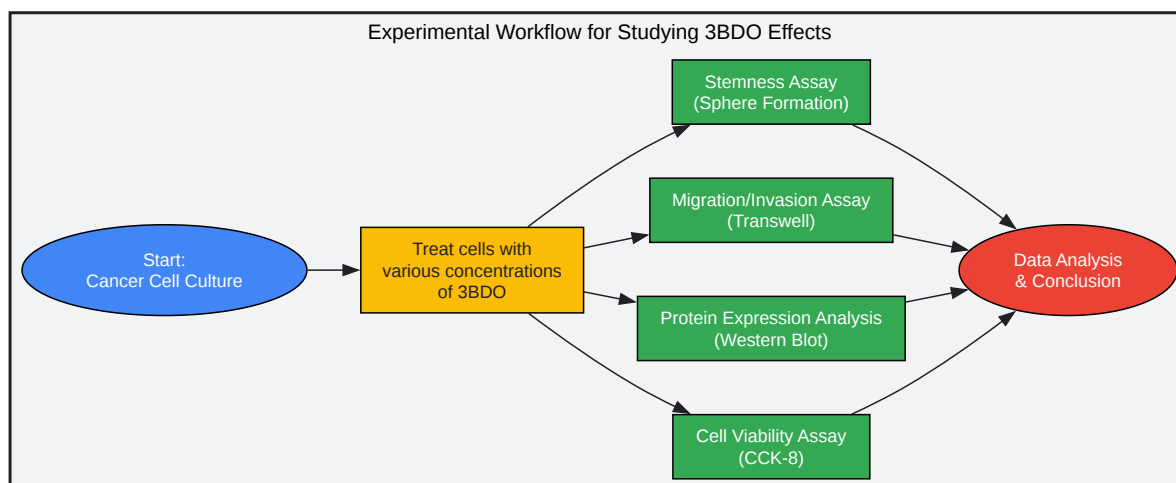 Experimental Workflow for Studying 3BDO Effects
Stemness Assay
(Sphere Formation)
Migration/Invasion Assay
(Transwell)
Start:
Cancer Cell Culture
Treat cells with
various concentrations
of 3BDO
Data Analysis
& Conclusion
Protein Expression Analysis
(Western Blot)
Cell Viability Assay
(CCK-8)